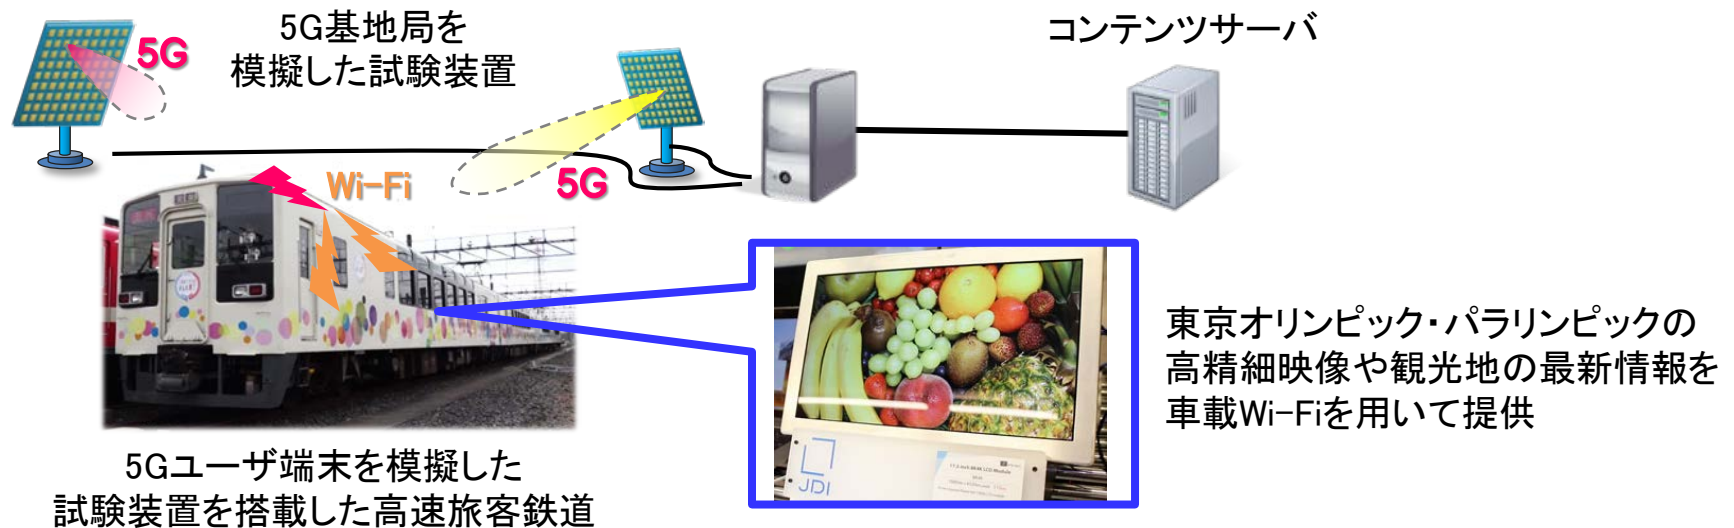 5G基地局を
模擬した試験装置
コンテンツサーバ
5G
5G
Wi-Fi
東京オリンピック・パラリンピックの
高精細映像や観光地の最新情報を
車載Wi-Fiを用いて提供
JDI
5Gユーザ端末を模擬した
試験装置を搭載した高速旅客鉄道